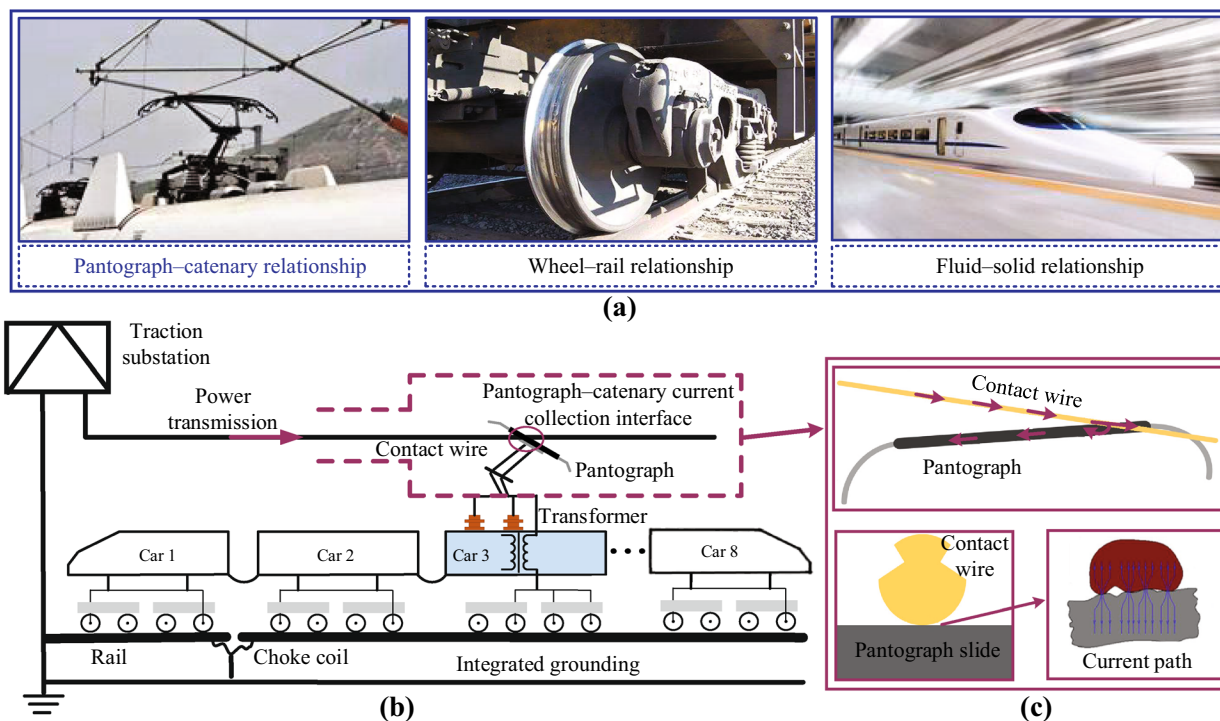 Pantograph–catenary relationship
Wheel–rail relationship
Fluid–solid relationship
(a)
Traction
substation
Power
transmission
Pantograph–catenary current
collection interface
Contact wire
Pantograph
Transformer
Car 1
Car 2
Car 3
Car 8
Rail
Choke coil
Integrated grounding
(b)
Contact wire
Pantograph
Contact
wire
Pantograph slide
Current path
(c)